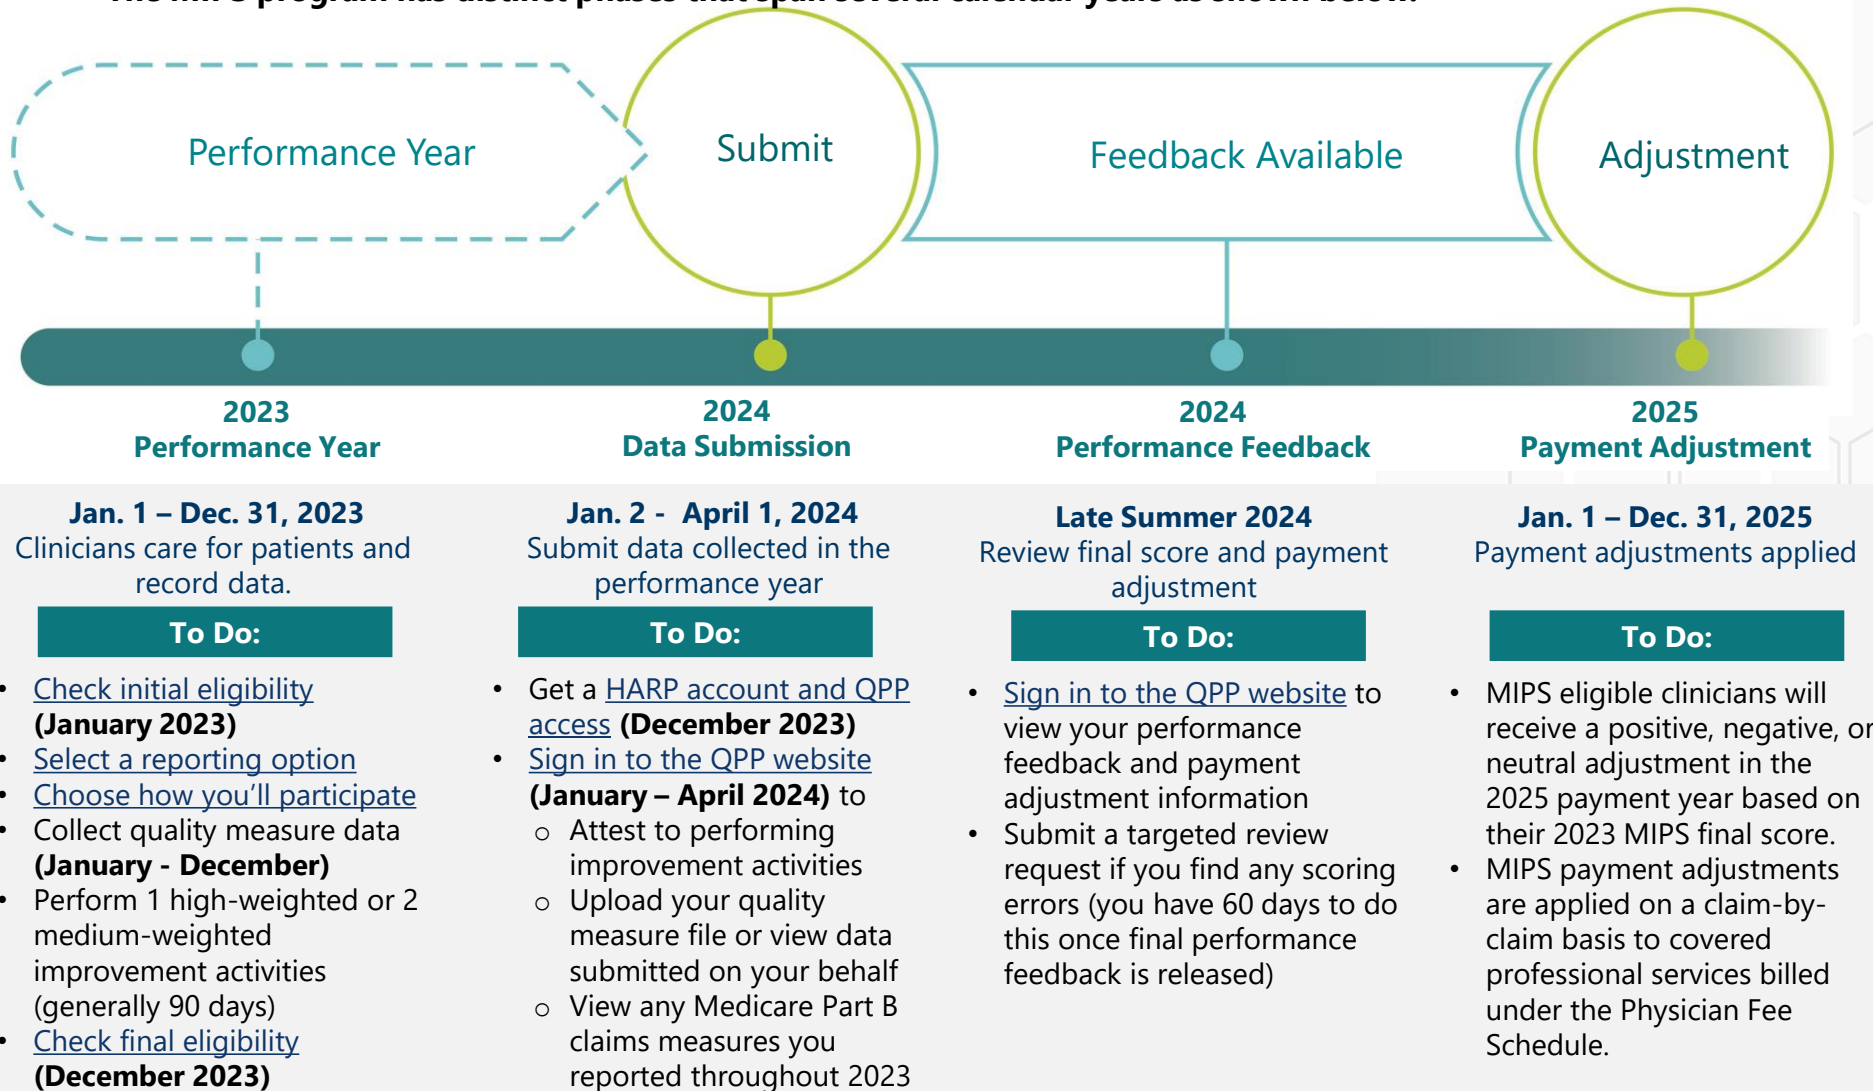 Performance Year
Submit
Feedback Available
Adjustment
2023
Performance Year
2024
Data Submission
2024
Performance Feedback
2025
Payment Adjustment
Jan. 1 – Dec. 31, 2023
Clinicians care for patients and
record data.
To Do:
• Check initial eligibility
(January 2023)
• Select a reporting option
• Choose how you'll participate
• Collect quality measure data
(January - December)
• Perform 1 high-weighted or 2
medium-weighted
improvement activities
(generally 90 days)
• Check final eligibility
(December 2023)
Jan. 2 - April 1, 2024
Submit data collected in the
performance year
To Do:
• Get a HARP account and QPP
access (December 2023)
• Sign in to the QPP website
(January – April 2024) to
o Attest to performing
improvement activities
o Upload your quality
measure file or view data
submitted on your behalf
o View any Medicare Part B
claims measures you
reported throughout 2023
Late Summer 2024
Review final score and payment
adjustment
To Do:
• Sign in to the QPP website to
view your performance
feedback and payment
adjustment information
• Submit a targeted review
request if you find any scoring
errors (you have 60 days to do
this once final performance
feedback is released)
Jan. 1 – Dec. 31, 2025
Payment adjustments applied
To Do:
• MIPS eligible clinicians will
receive a positive, negative, or
neutral adjustment in the
2025 payment year based on
their 2023 MIPS final score.
• MIPS payment adjustments
are applied on a claim-by-
claim basis to covered
professional services billed
under the Physician Fee
Schedule.